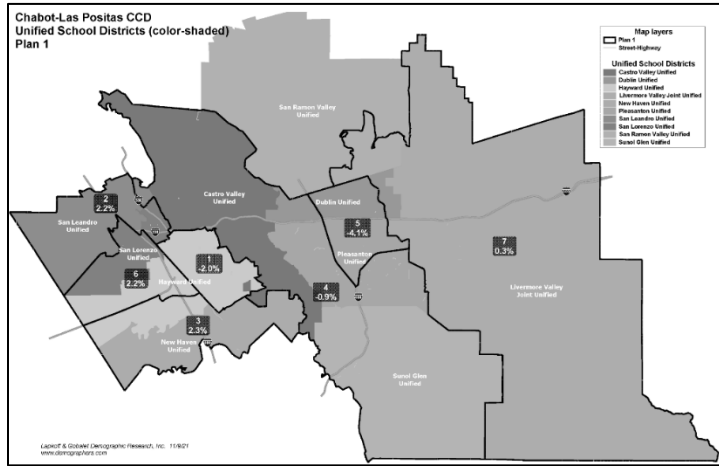 Chabot-Las Positas CCD
Unified School Districts (color-shaded)
Plan 1
Map layers
Plan 1
Street-Highway
Unified School Districts
Castro Valley Unified
Dublin Unified
Hayward Unified
Livermore Valley Joint Unified
New Haven Unified
Pleasanton Unified
San Leandro Unified
San Lorenzo Unified
San Ramon Valley Unified
Sunol Glen Unified
San Ramon Valley
Unified
Castro Valley
Unified
2
2.2%
San Leandro
Unified
Dublin Unified
5
-4.1%
Pleasanton
Unified
7
0.3%
Livermore Valley
Joint Unified
San Lorenzo
Unified
1
-2.0%
6
2.2%
Hayward Unified
4
-0.9%
3
2.3%
New Haven
Unified
Sunol Glen
Unified
Lapkoff & Gobalet Demographic Research, Inc. 11/9/21
www.demographers.com